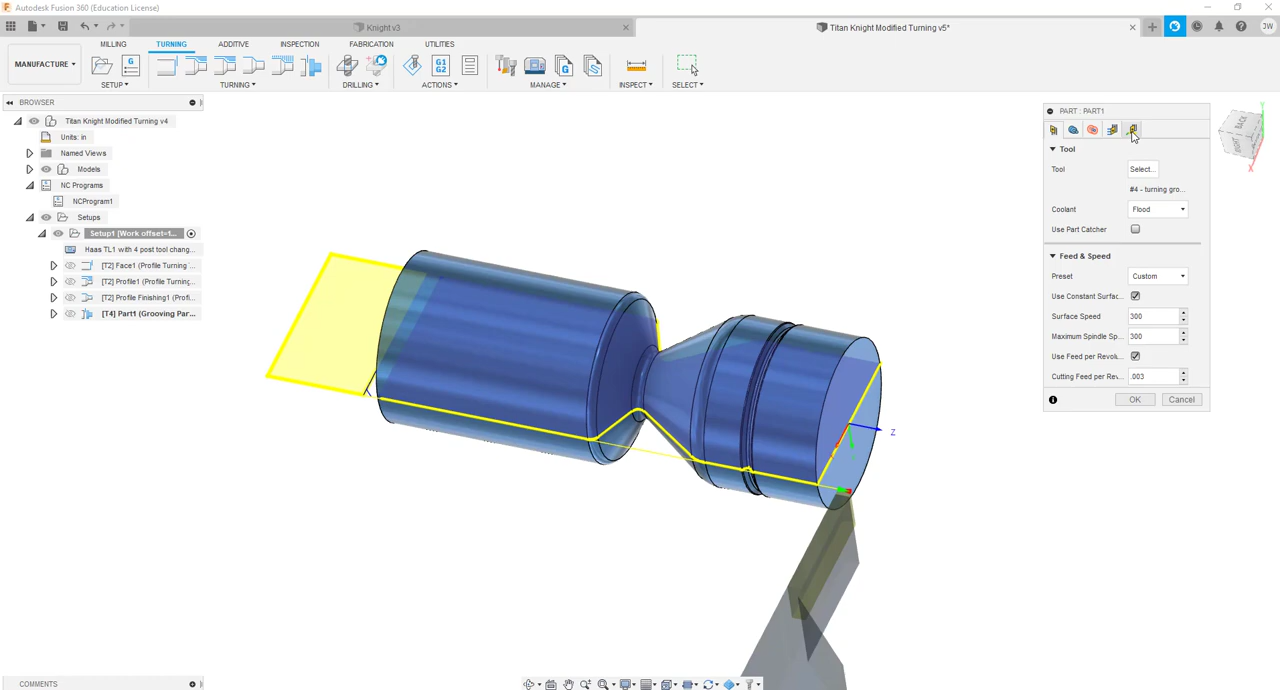 Autodesk Fusion 360 (Education License)
Knight v3
Titan Knight Modified Turning v5*
JW
MILLING TURNING ADDITIVE INSPECTION FABRICATION UTILITIES
MANUFACTURE
G
G1
G2
G
SETUP TURNING DRILLING ACTIONS MANAGE INSPECT SELECT
BROWSER
Titan Knight Modified Turning v4
Units: in
Named Views
Models
NC Programs
NCProgram1
Setups
Setup1 [Work offset=1...
Haas TL1 with 4 post tool chang...
[T2] Face1 (Profile Turning ...
[T2] Profile1 (Profile Turning...
[T2] Profile Finishing1 (Profi...
[T4] Part1 (Grooving Par...
PART : PART1
Tool
Tool Select...
#4 - turning gro...
Coolant Flood
Use Part Catcher
Feed & Speed
Preset Custom
Use Constant Surfac...
Surface Speed 300
Maximum Spindle Sp... 300
Use Feed per Revolu...
Cutting Feed per Rev... .003
OK Cancel
BACK
RIGHT
Y
X
X
Z
COMMENTS